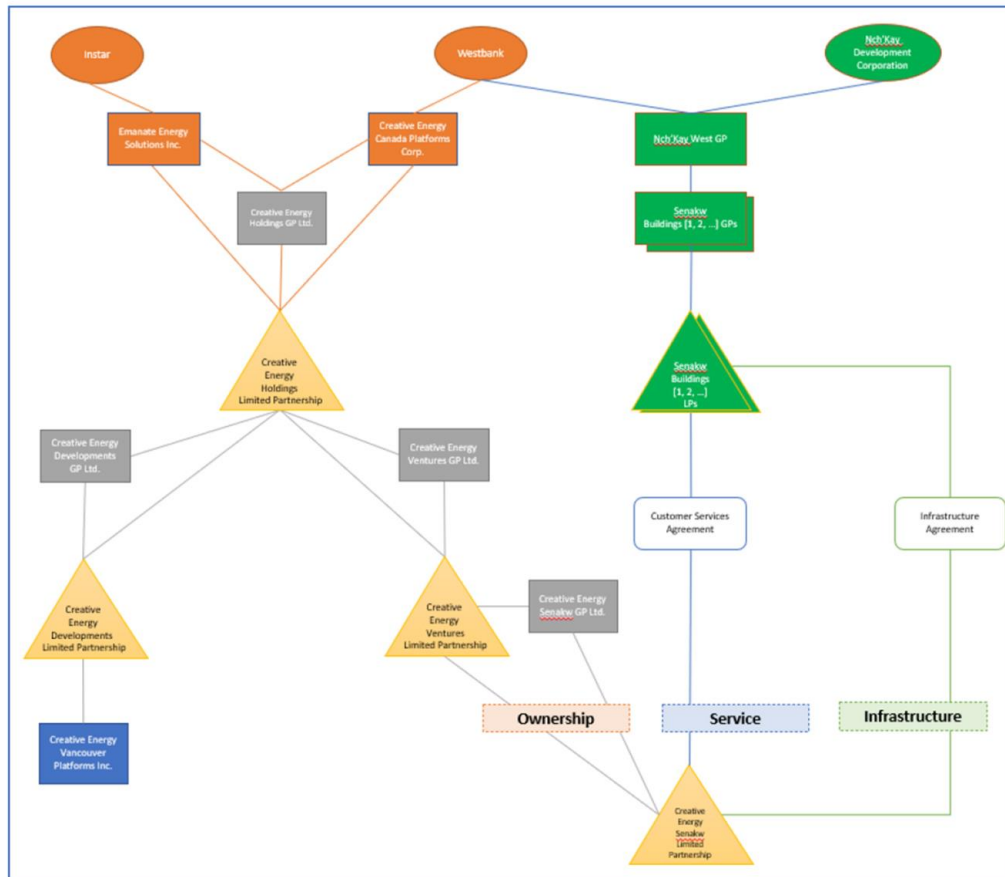 Instar
Westbank
Nch'Kay
Development
Corporation
Emanate Energy
Solutions Inc.
Creative Energy
Canada Platforms
Corp.
Nch'Kay West GP
Creative Energy
Holdings GP Ltd.
Senakw
Buildings [1, 2, ...] GPs
Creative
Energy
Holdings
Limited Partnership
Senakw
Buildings
[1, 2, ...]
LPs
Creative Energy
Developments
GP Ltd.
Creative Energy
Ventures GP Ltd.
Customer Services
Agreement
Infrastructure
Agreement
Creative
Energy
Developments
Limited Partnership
Creative
Energy
Ventures
Limited Partnership
Creative Energy
Senakw GP Ltd.
Ownership
Service
Infrastructure
Creative Energy
Vancouver
Platforms Inc.
Creative
Energy
Senakw
Limited
Partnership